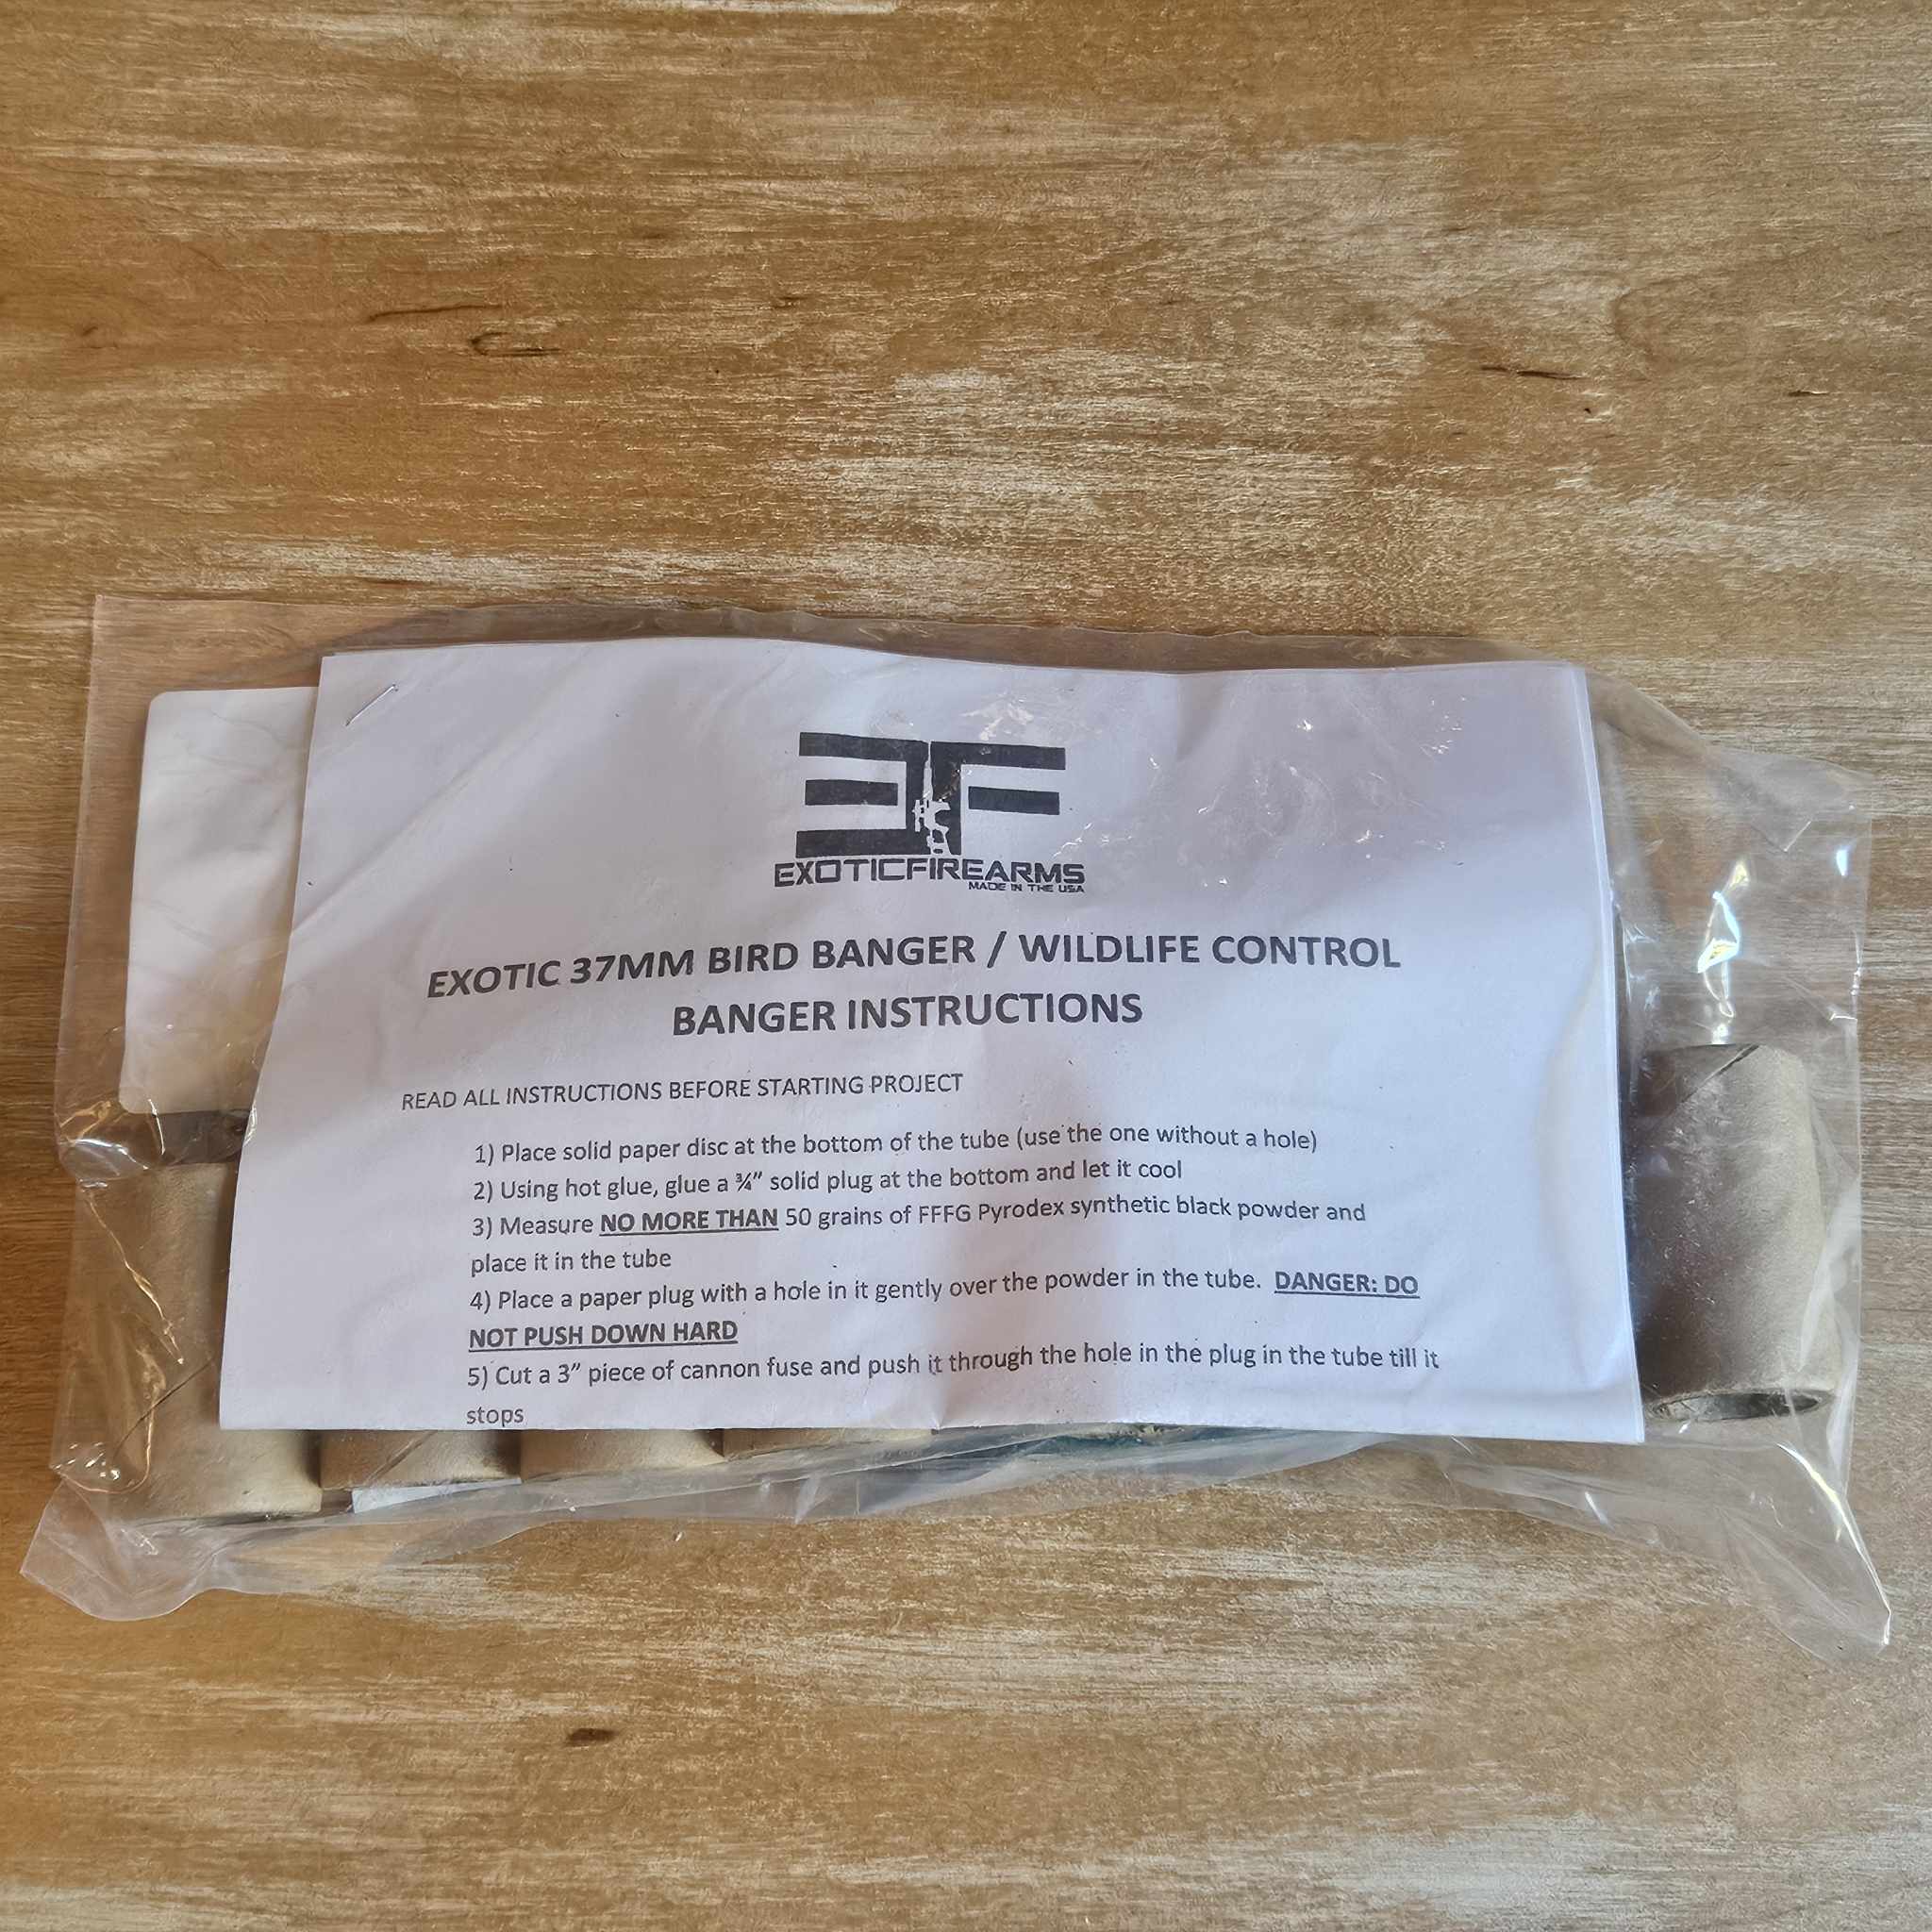 EF
EXOTICFIREARMS
MADE IN THE USA
EXOTIC 37MM BIRD BANGER / WILDLIFE CONTROL
BANGER INSTRUCTIONS
READ ALL INSTRUCTIONS BEFORE STARTING PROJECT
1) Place solid paper disc at the bottom of the tube (use the one without a hole)
2) Using hot glue, glue a ¾” solid plug at the bottom and let it cool
3) Measure NO MORE THAN 50 grains of FFFG Pyrodex synthetic black powder and
place it in the tube
4) Place a paper plug with a hole in it gently over the powder in the tube. DANGER: DO
NOT PUSH DOWN HARD
5) Cut a 3” piece of cannon fuse and push it through the hole in the plug in the tube till it
stops